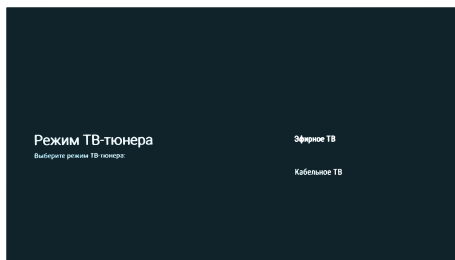 Режим ТВ-тюнера
Выберите режим ТВ-тюнера:
Эфирное ТВ
Кабельное ТВ